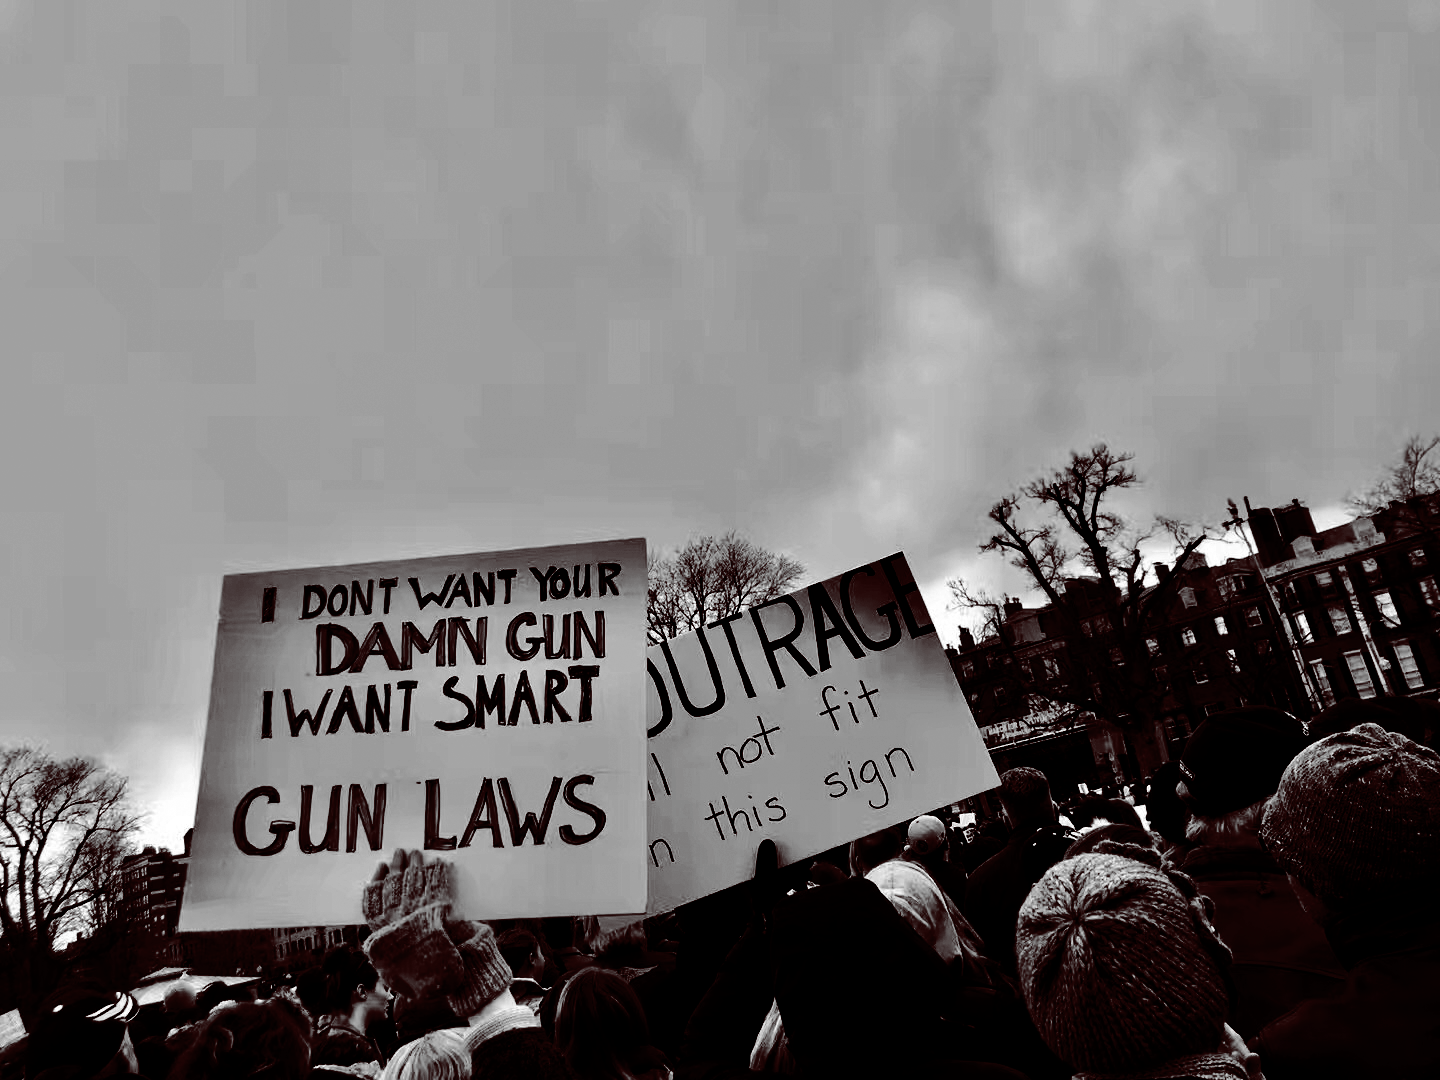 I DONT WANT YOUR
DAMN GUN
I WANT SMART
GUN LAWS
OUTRAGE
not fit
this sign